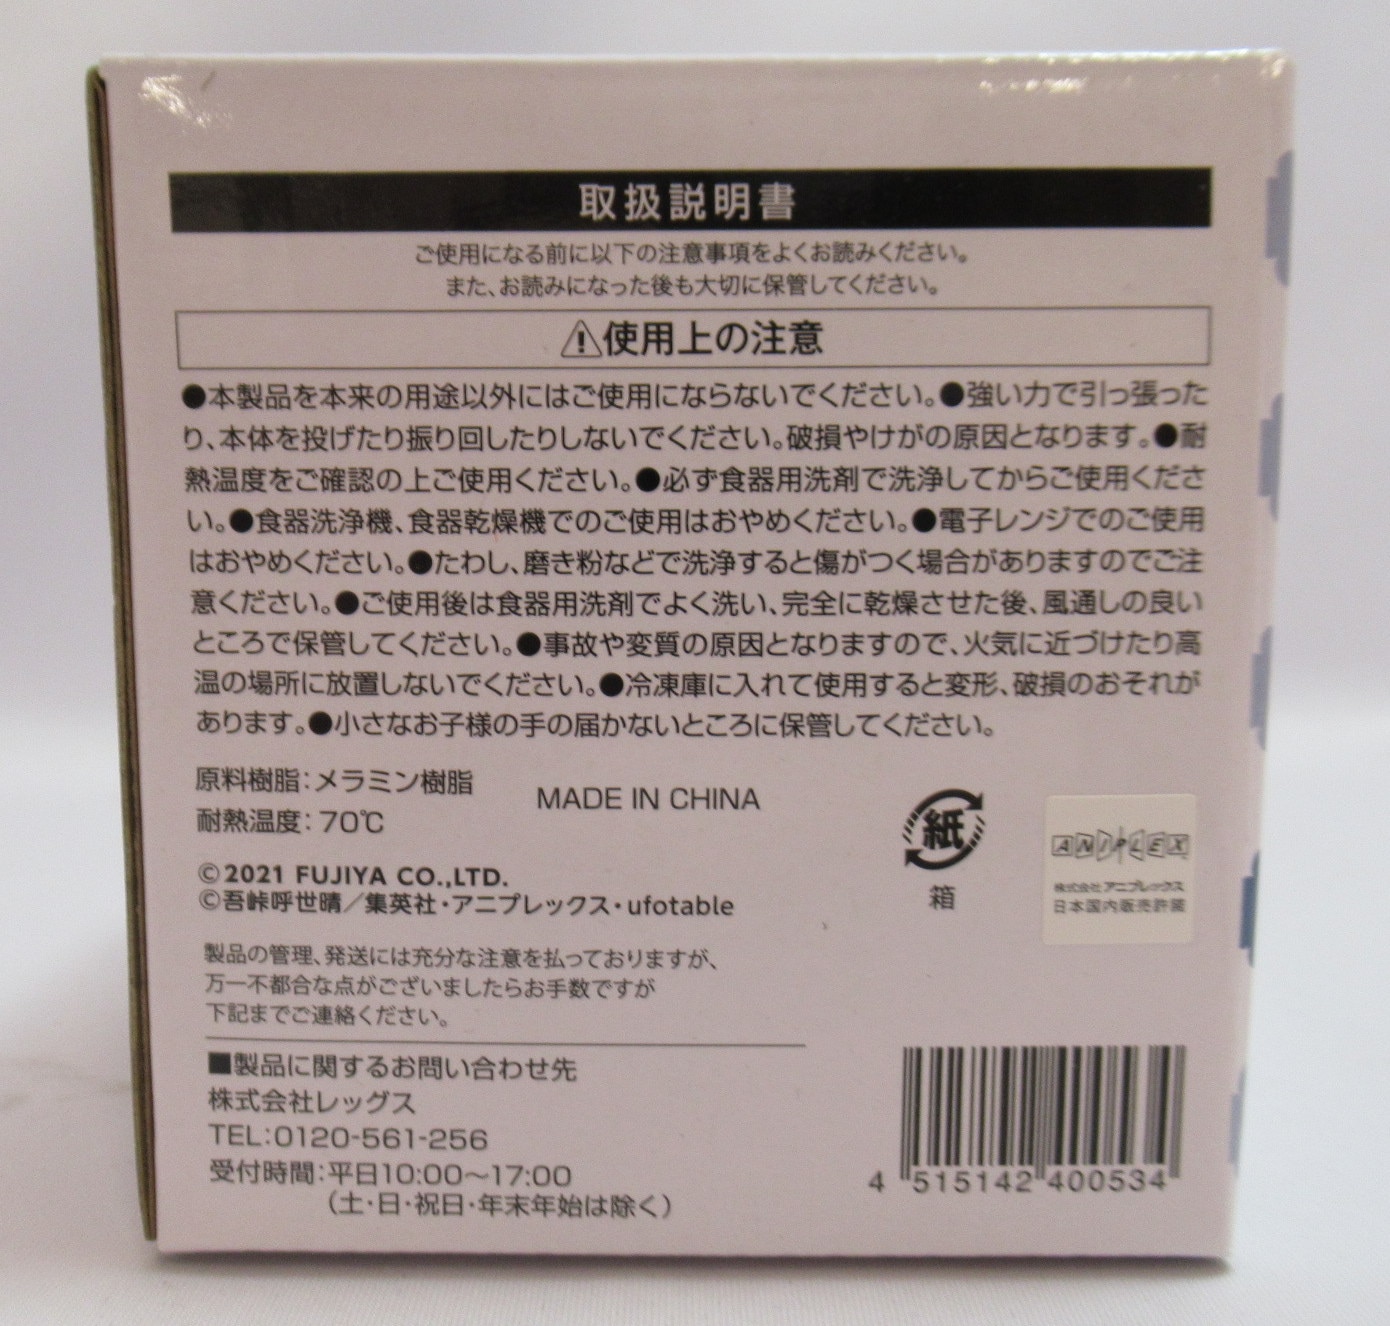 取扱説明書
ご使用になる前に以下の注意事項をよくお読みください。
また、お読みになった後も大切に保管してください。
⚠使用上の注意
●本製品を本来の用途以外にはご使用にならないでください。●強い力で引っ張った
り、本体を投げたり振り回したりしないでください。破損やけがの原因となります。●耐
熱温度をご確認の上ご使用ください。●必ず食器用洗剤で洗浄してからご使用くださ
い。●食器洗浄機、食器乾燥機でのご使用はおやめください。●電子レンジでのご使用
はおやめください。●たわし、磨き粉などで洗浄すると傷がつく場合がありますのでご注
意ください。●ご使用後は食器用洗剤でよく洗い、完全に乾燥させた後、風通しの良い
ところで保管してください。●事故や変質の原因となりますので、火気に近づけたり高
温の場所に放置しないでください。●冷凍庫に入れて使用すると変形、破損のおそれが
あります。●小さなお子様の手の届かないところに保管してください。
原料樹脂:メラミン樹脂
耐熱温度:70℃
MADE IN CHINA
紙
箱
ANIPLEX
株式会社アニプレックス
日本国内販売許諾
©2021 FUJIYA CO.,LTD.
©吾峠呼世晴/集英社・アニプレックス・ufotable
製品の管理、発送には充分な注意を払っておりますが、
万一不都合な点がございましたらお手数ですが
下記までご連絡ください。
■製品に関するお問い合わせ先
株式会社レッグス
TEL:0120-561-256
受付時間:平日10:00〜17:00
(土・日・祝日・年末年始は除く)
4 515142 400534